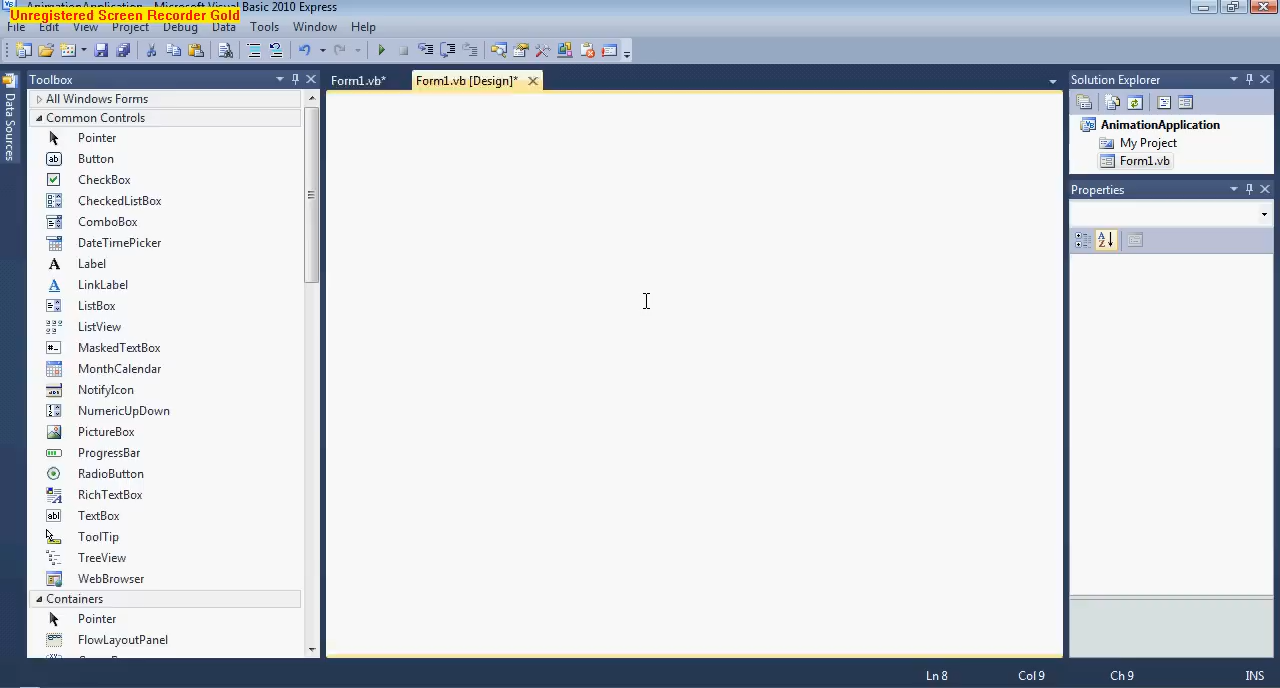 AnimationApplication - Microsoft Visual Basic 2010 Express
Unregistered Screen Recorder Gold
File Edit View Project Debug Data Tools Window Help
Toolbox
Form1.vb*
Form1.vb [Design]*
Solution Explorer
Data Sources
All Windows Forms
Common Controls
Pointer
Button
CheckBox
CheckedListBox
ComboBox
DateTimePicker
Label
LinkLabel
ListBox
ListView
MaskedTextBox
MonthCalendar
NotifyIcon
NumericUpDown
PictureBox
ProgressBar
RadioButton
RichTextBox
TextBox
ToolTip
TreeView
WebBrowser
Containers
Pointer
FlowLayoutPanel
AnimationApplication
My Project
Form1.vb
Properties
Ln 8 Col 9 Ch 9 INS